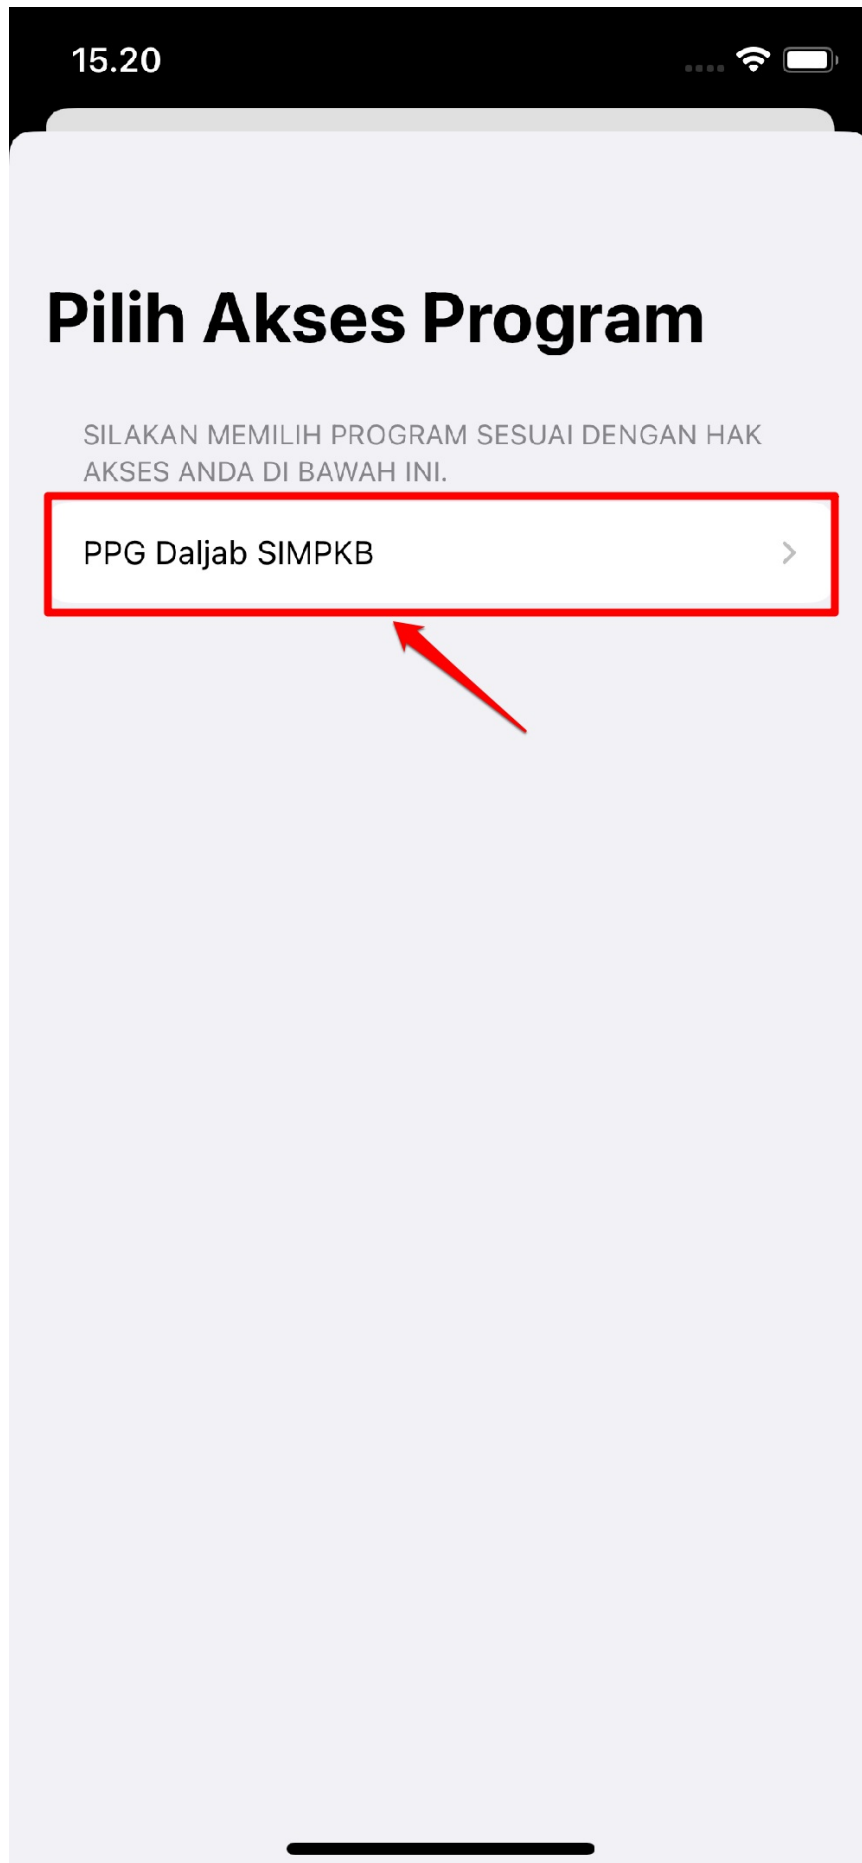 15.20
Pilih Akses Program
SILAKAN MEMILIH PROGRAM SESUAI DENGAN HAK
AKSES ANDA DI BAWAH INI.
PPG Daljab SIMPKB